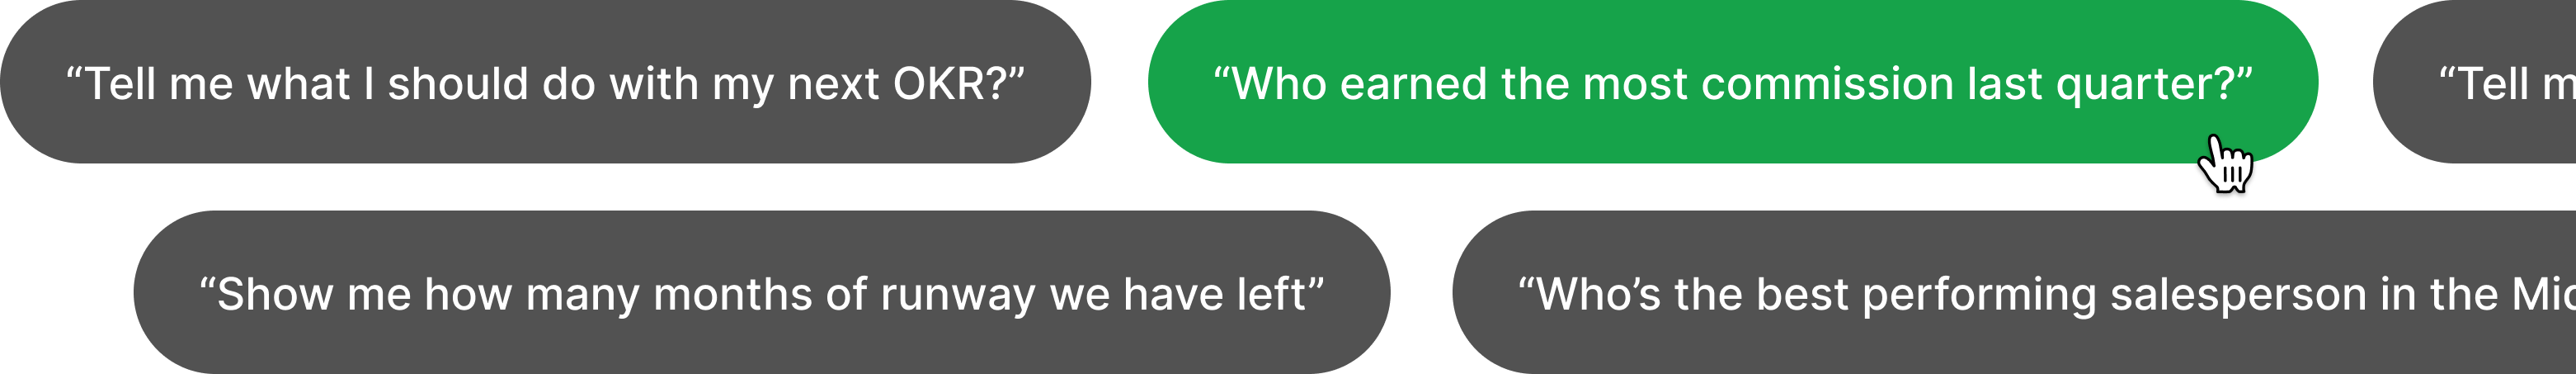 “Tell me what I should do with my next OKR?”
“Who earned the most commission last quarter?”
“Tell
“Show me how many months of runway we have left”
“Who’s the best performing salesperson in the